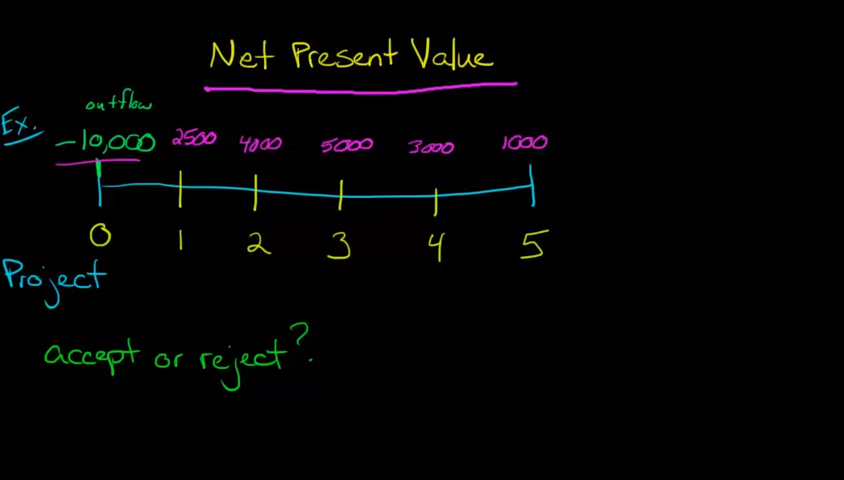 Net Present Value
outflow
Ex. -10,000 2500 4000 5000 3000 1000
0 1 2 3 4 5
Project
accept or reject?